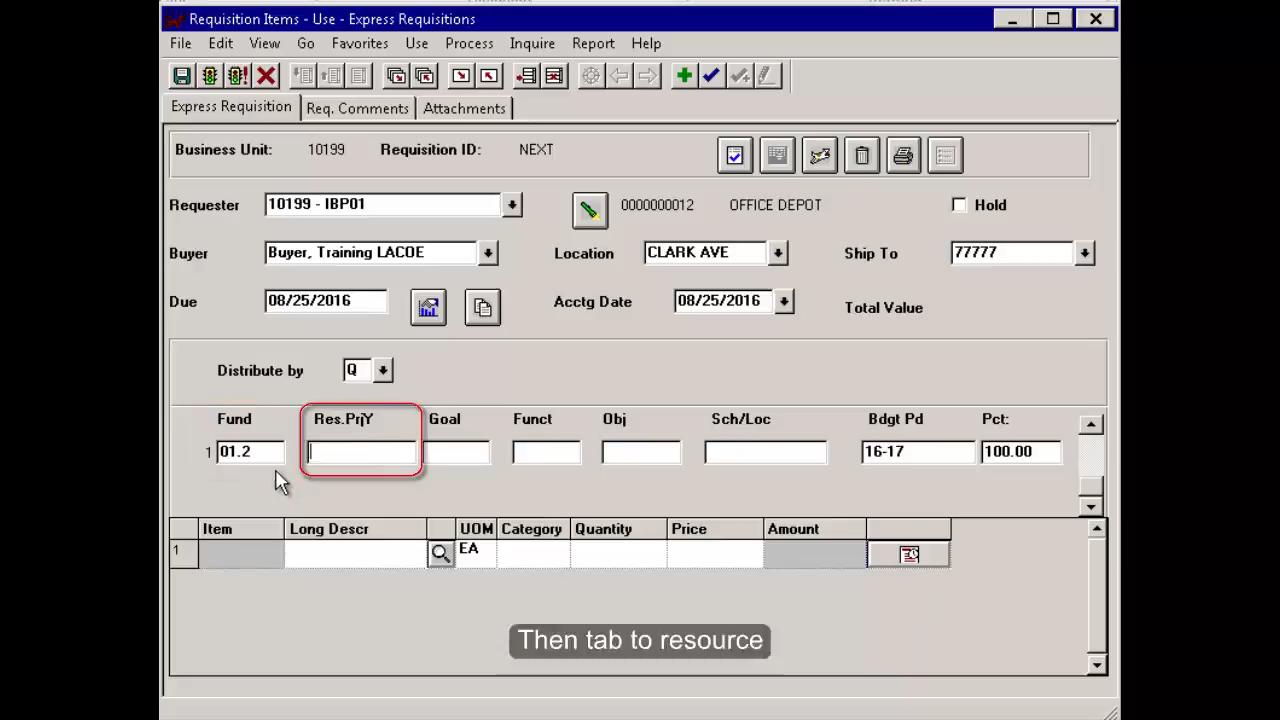 Requisition Items - Use - Express Requisitions
File Edit View Go Favorites Use Process Inquire Report Help
Express Requisition Req. Comments Attachments
Business Unit: 10199 Requisition ID: NEXT
Requester 10199 - IBP01 0000000012 OFFICE DEPOT Hold
Buyer Buyer, Training LACOE Location CLARK AVE Ship To 77777
Due 08/25/2016 Acctg Date 08/25/2016 Total Value
Distribute by Q
Fund Res.PrjY Goal Funct Obj Sch/Loc Bdgt Pd Pct:
1 01.2 16-17 100.00
Item Long Descr UOM Category Quantity Price Amount
1 EA
Then tab to resource